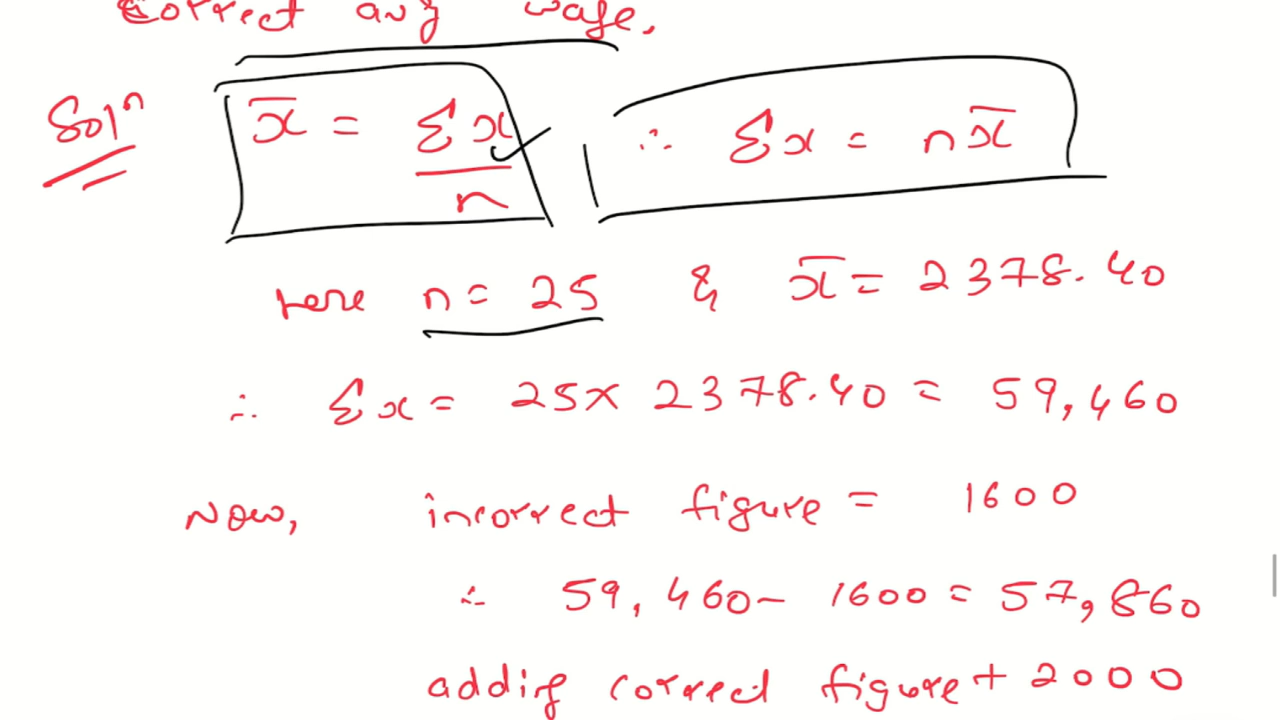 Correct avg wage.
Solⁿ x̄ = Σx/n ∴ Σx = nx̄
here n = 25 & x̄ = 2378.40
∴ Σx = 25× 2378.40 = 59,460
Now, incorrect figure = 1600
∴ 59,460 - 1600 = 57,860
adding correct figure + 2000